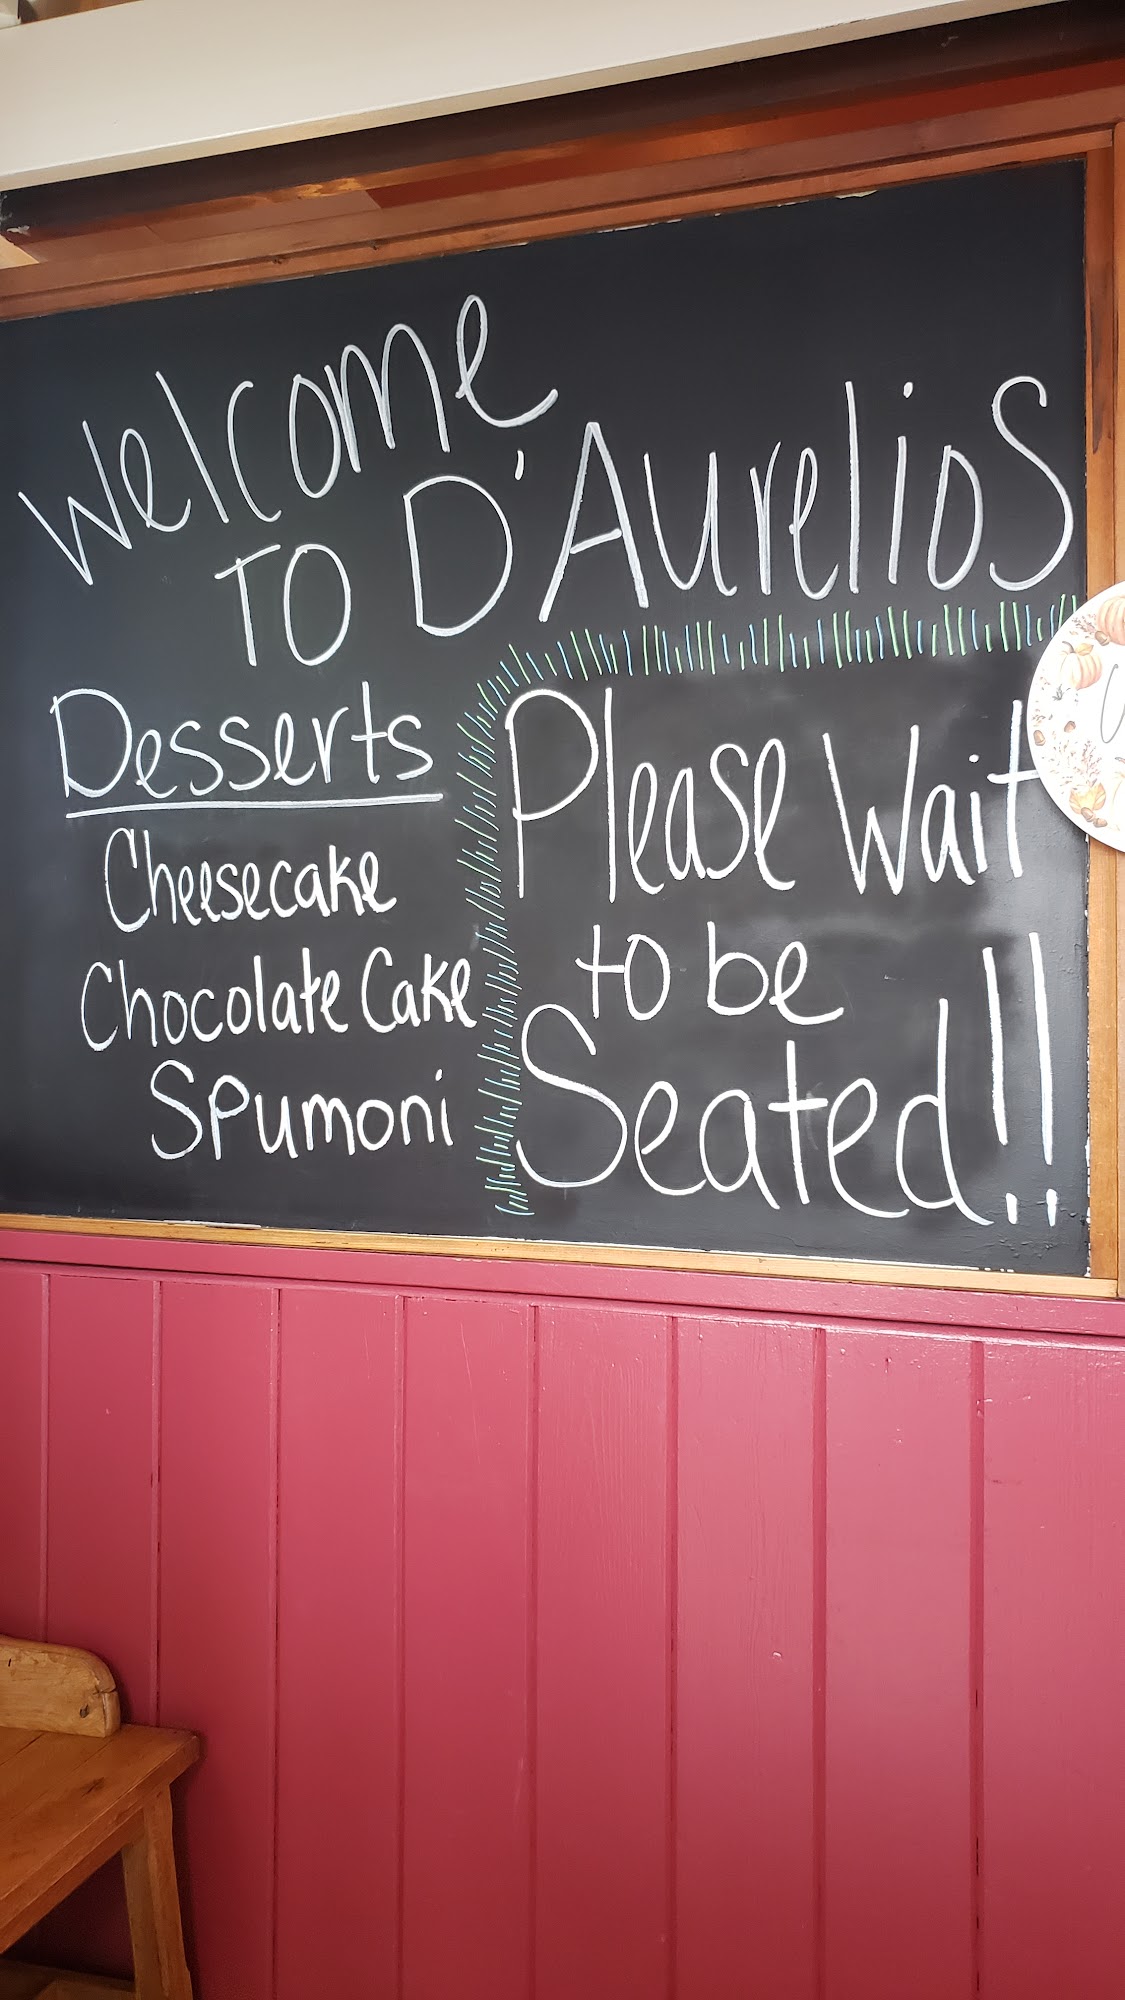 Welcome
TO D'Aurelios
Desserts
Cheesecake
Chocolate Cake
Spumoni
Please Wait
to be
Seated!!